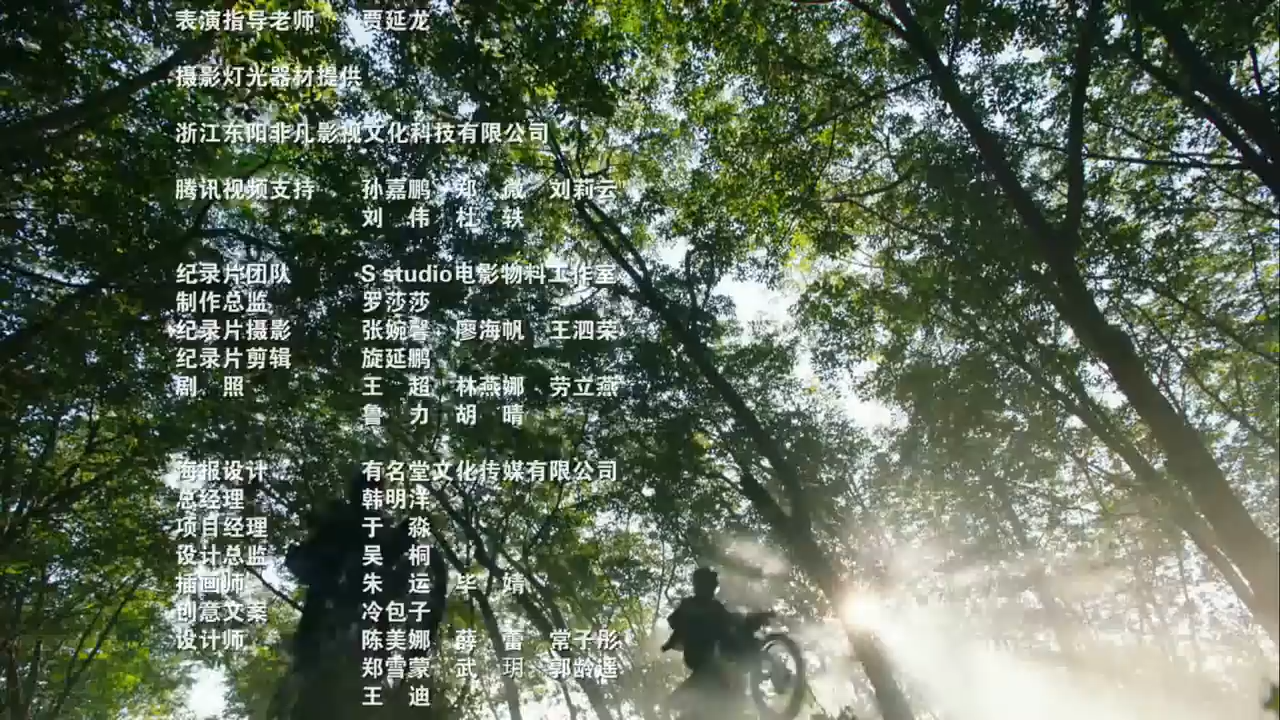 表演指导老师 贾延龙
摄影灯光器材提供
浙江东阳非凡影视文化科技有限公司
腾讯视频支持 孙嘉鹏 郑 微 刘莉云
刘 伟 杜 轶
纪录片团队 S studio电影物料工作室
制作总监 罗莎莎
纪录片摄影 张婉馨 廖海帆 王泗荣
纪录片剪辑 旋延鹏
剧 照 王 超 林燕娜 劳立燕
鲁 力 胡 晴
海报设计 有名堂文化传媒有限公司
总经理 韩明洋
项目经理 于 淼
设计总监 吴 桐
插画师 朱 运 毕 婧
创意文案 冷包子
设计师 陈美娜 薛 蕾 常子彤
郑雪蒙 武 玥 郭龄遥
王 迪